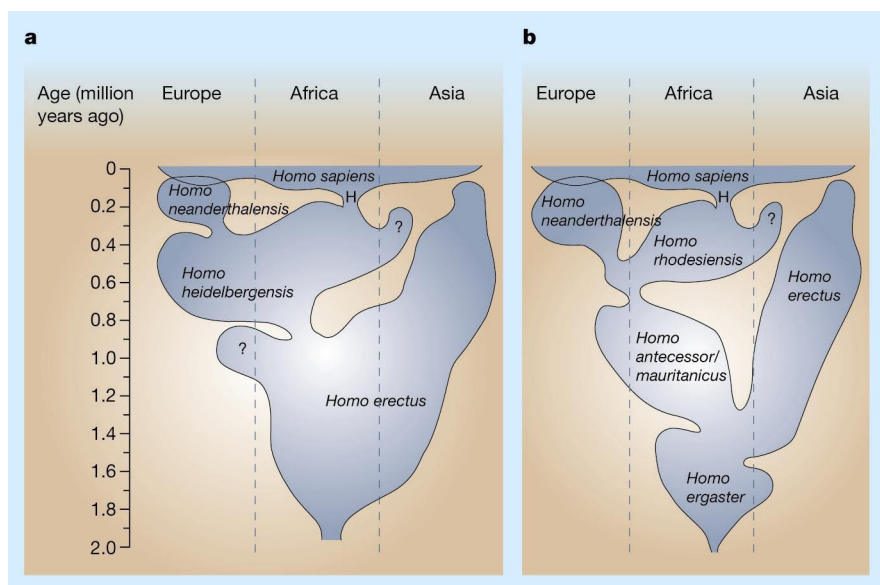 a
Age (million
years ago)
Europe
Africa
Asia
0
0.2
0.4
0.6
0.8
1.0
1.2
1.4
1.6
1.8
2.0
Homo sapiens
H
Homo
neanderthalensis
?
Homo
heidelbergensis
?
Homo erectus
b
Europe
Africa
Asia
Homo sapiens
H
Homo
neanderthalensis
?
Homo
rhodesiensis
Homo
erectus
Homo
antecessor/
mauritanicus
Homo
ergaster